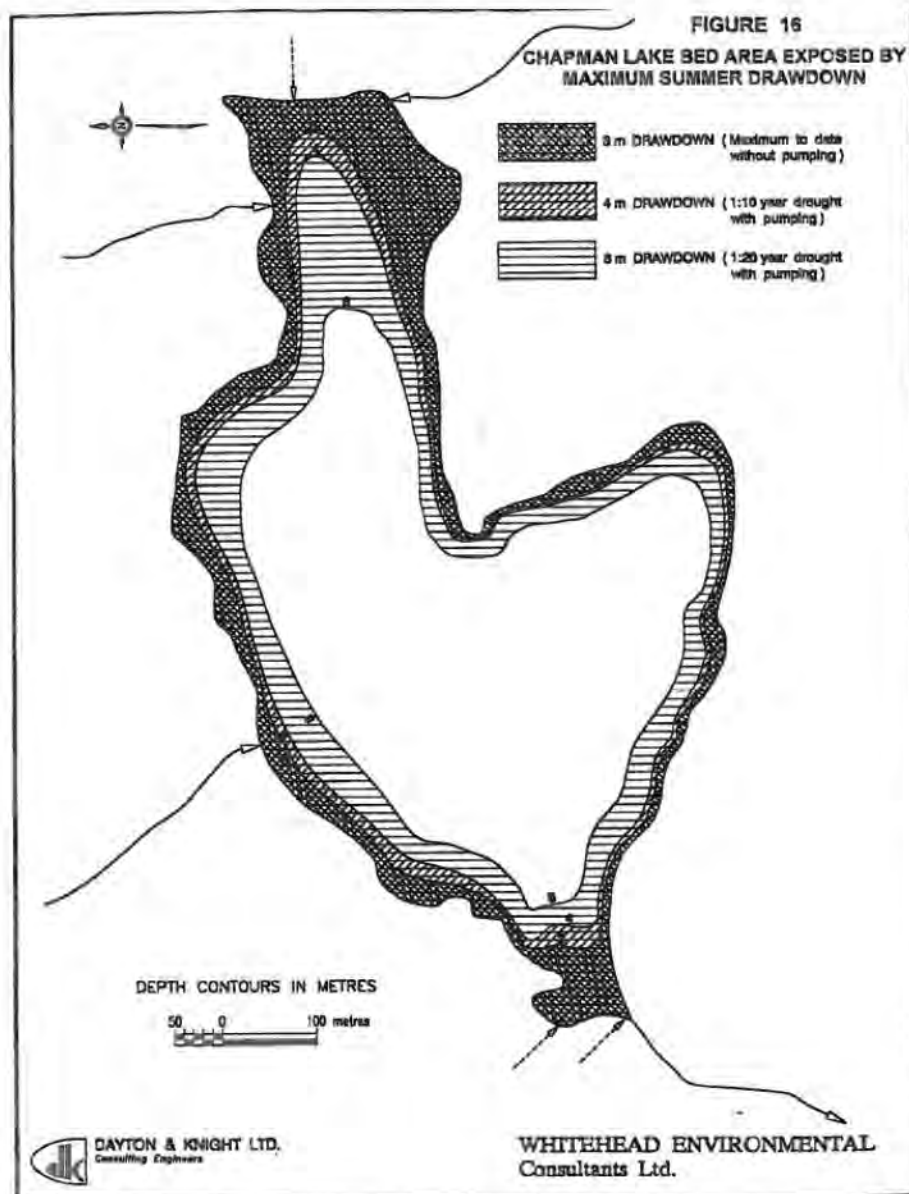 FIGURE 16
CHAPMAN LAKE BED AREA EXPOSED BY
MAXIMUM SUMMER DRAWDOWN
N
m DRAWDOWN (Maximum to date
without pumping)
4 m DRAWDOWN (1:10 year drought
with pumping)
m DRAWDOWN (1:20 year drought
with pumping)
DEPTH CONTOURS IN METRES
50 0 100 metres
DAYTON & KNIGHT LTD.
Consulting Engineers
WHITEHEAD ENVIRONMENTAL
Consultants Ltd.